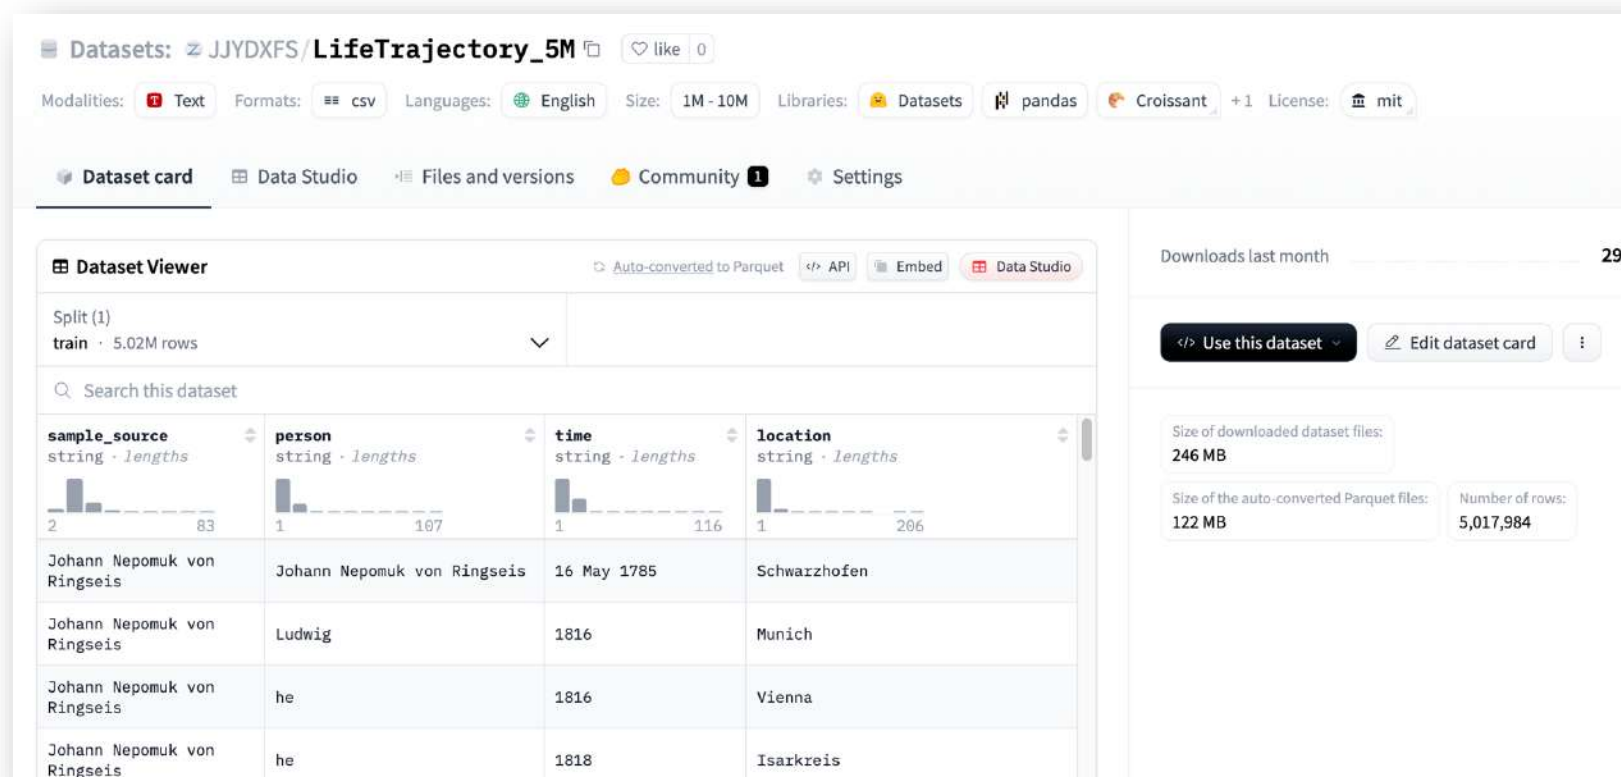 Datasets: JJYDXFS/LifeTrajectory_5M like 0
Modalities: Text Formats: csv Languages: English Size: 1M - 10M Libraries: Datasets pandas Croissant +1 License: mit
Dataset card Data Studio Files and versions Community 1 Settings
Dataset Viewer Auto-converted to Parquet </> API Embed Data Studio
Split (1)
train · 5.02M rows
Search this dataset
sample_source person time location
string · lengths string · lengths string · lengths string · lengths
2 83 1 107 1 116 1 206
Johann Nepomuk von
Ringseis
Johann Nepomuk von Ringseis 16 May 1785 Schwarzhofen
Johann Nepomuk von
Ringseis
Ludwig 1816 Munich
Johann Nepomuk von
Ringseis
he 1816 Vienna
Johann Nepomuk von
Ringseis
he 1818 Isarkreis
Downloads last month 29
</> Use this dataset Edit dataset card
Size of downloaded dataset files:
246 MB
Size of the auto-converted Parquet files: Number of rows:
122 MB 5,017,984